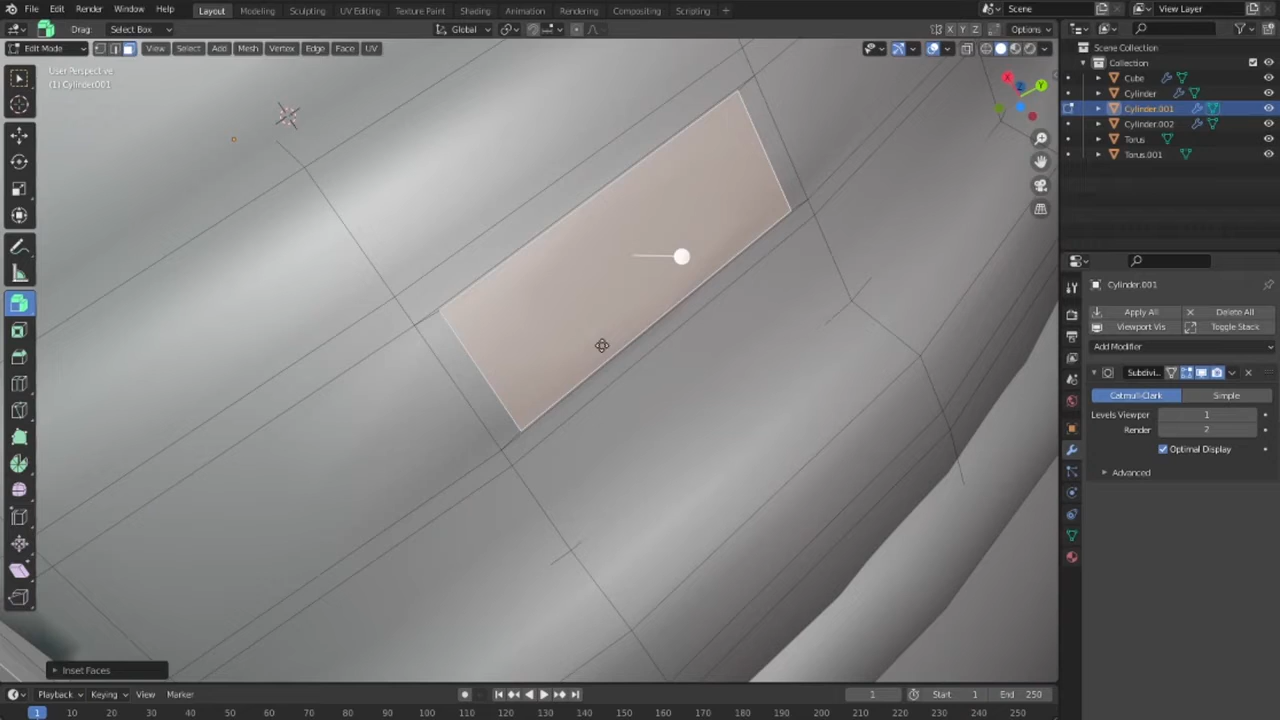 File Edit Render Window Help Layout Modeling Sculpting UV Editing Texture Paint Shading Animation Rendering Compositing Scripting + Scene View Layer
Drag: Select Box Global X Y Z Options
Edit Mode View Select Add Mesh Vertex Edge Face UV
User Perspective
(1) Cylinder.001
X
Y
Z
Scene Collection
Collection
Cube
Cylinder
Cylinder.001
Cylinder.002
Torus
Torus.001
Cylinder.001
Apply All Delete All
Viewport Vis Toggle Stack
Add Modifier
Subdivi..
Catmull-Clark Simple
Levels Viewpor 1
Render 2
Optimal Display
Advanced
Inset Faces
Playback Keying View Marker 1 Start 1 End 250
1 10 20 30 40 50 60 70 80 90 100 110 120 130 140 150 160 170 180 190 200 210 220 230 240 250